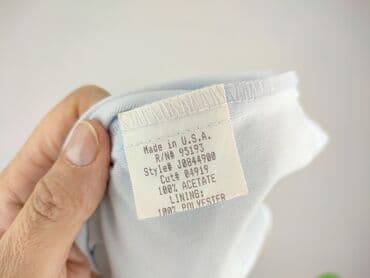 Made in U.S.A.
R/N# 95193
Style# J0844900
Cut# 04919
100% ACETATE
LINING:
100% POLYESTER